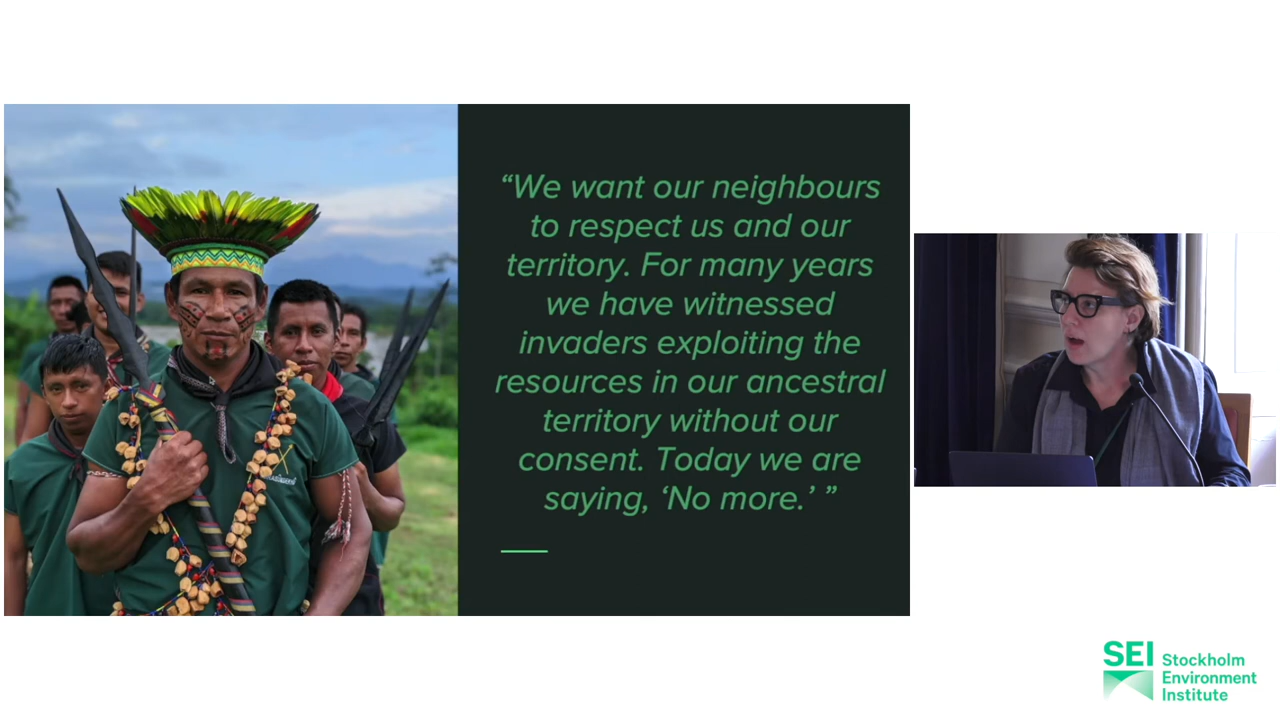 “We want our neighbours
to respect us and our
territory. For many years
we have witnessed
invaders exploiting the
resources in our ancestral
territory without our
consent. Today we are
saying, ‘No more.’ ”
SEI Stockholm
Environment
Institute